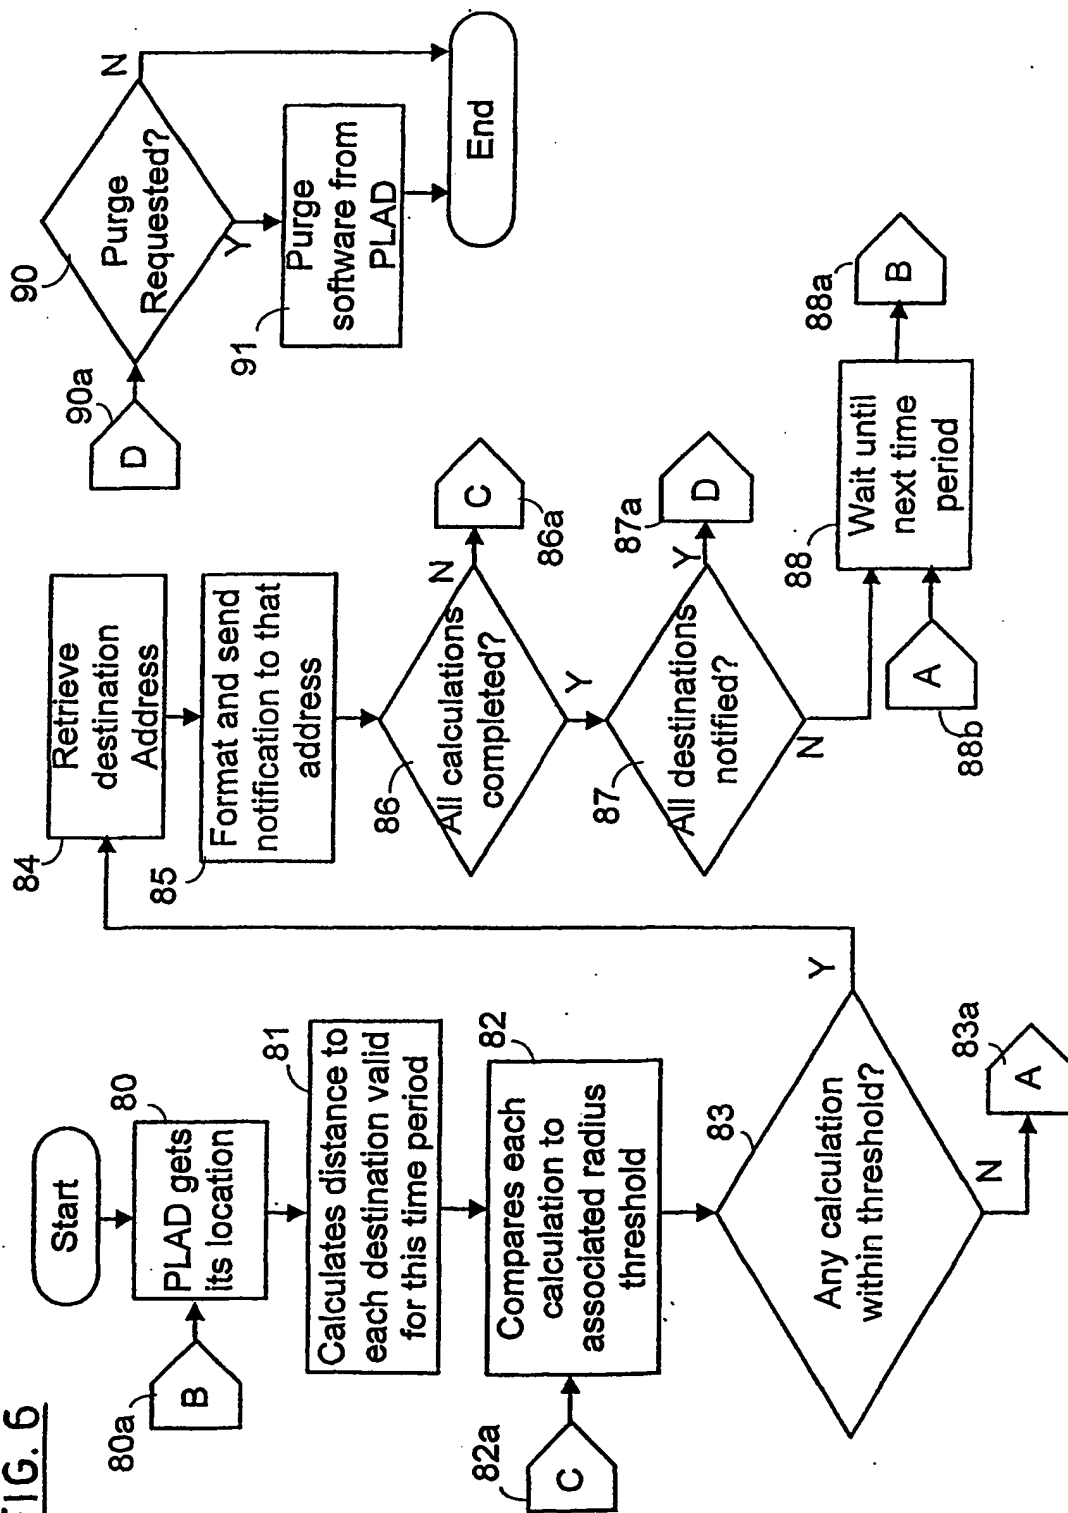 FIG. 6
Start
80
PLAD gets
its location
80a
B
81
Calculates distance to
each destination valid
for this time period
82
Compares each
calculation to
associated radius
threshold
82a
C
83
Any calculation
within threshold?
Y
N
83a
A
84
Retrieve
destination
Address
85
Format and send
notification to that
address
86
All calculations
completed?
N
C
86a
Y
87
All destinations
notified?
Y
87a
D
N
88
Wait until
next time
period
88a
B
A
88b
D
90a
90
Purge
Requested?
N
Y
91
Purge
software from
PLAD
End